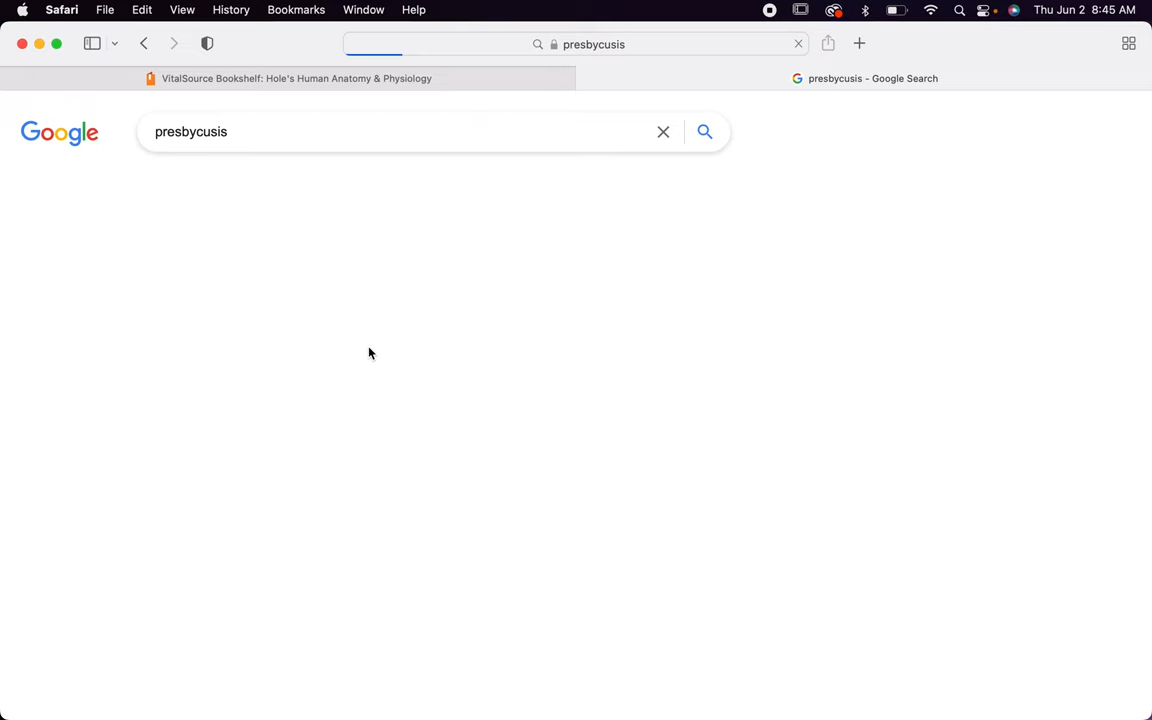 Safari File Edit View History Bookmarks Window Help Thu Jun 2 8:45 AM
presbycusis
VitalSource Bookshelf: Hole's Human Anatomy & Physiology
G presbycusis - Google Search
Google presbycusis